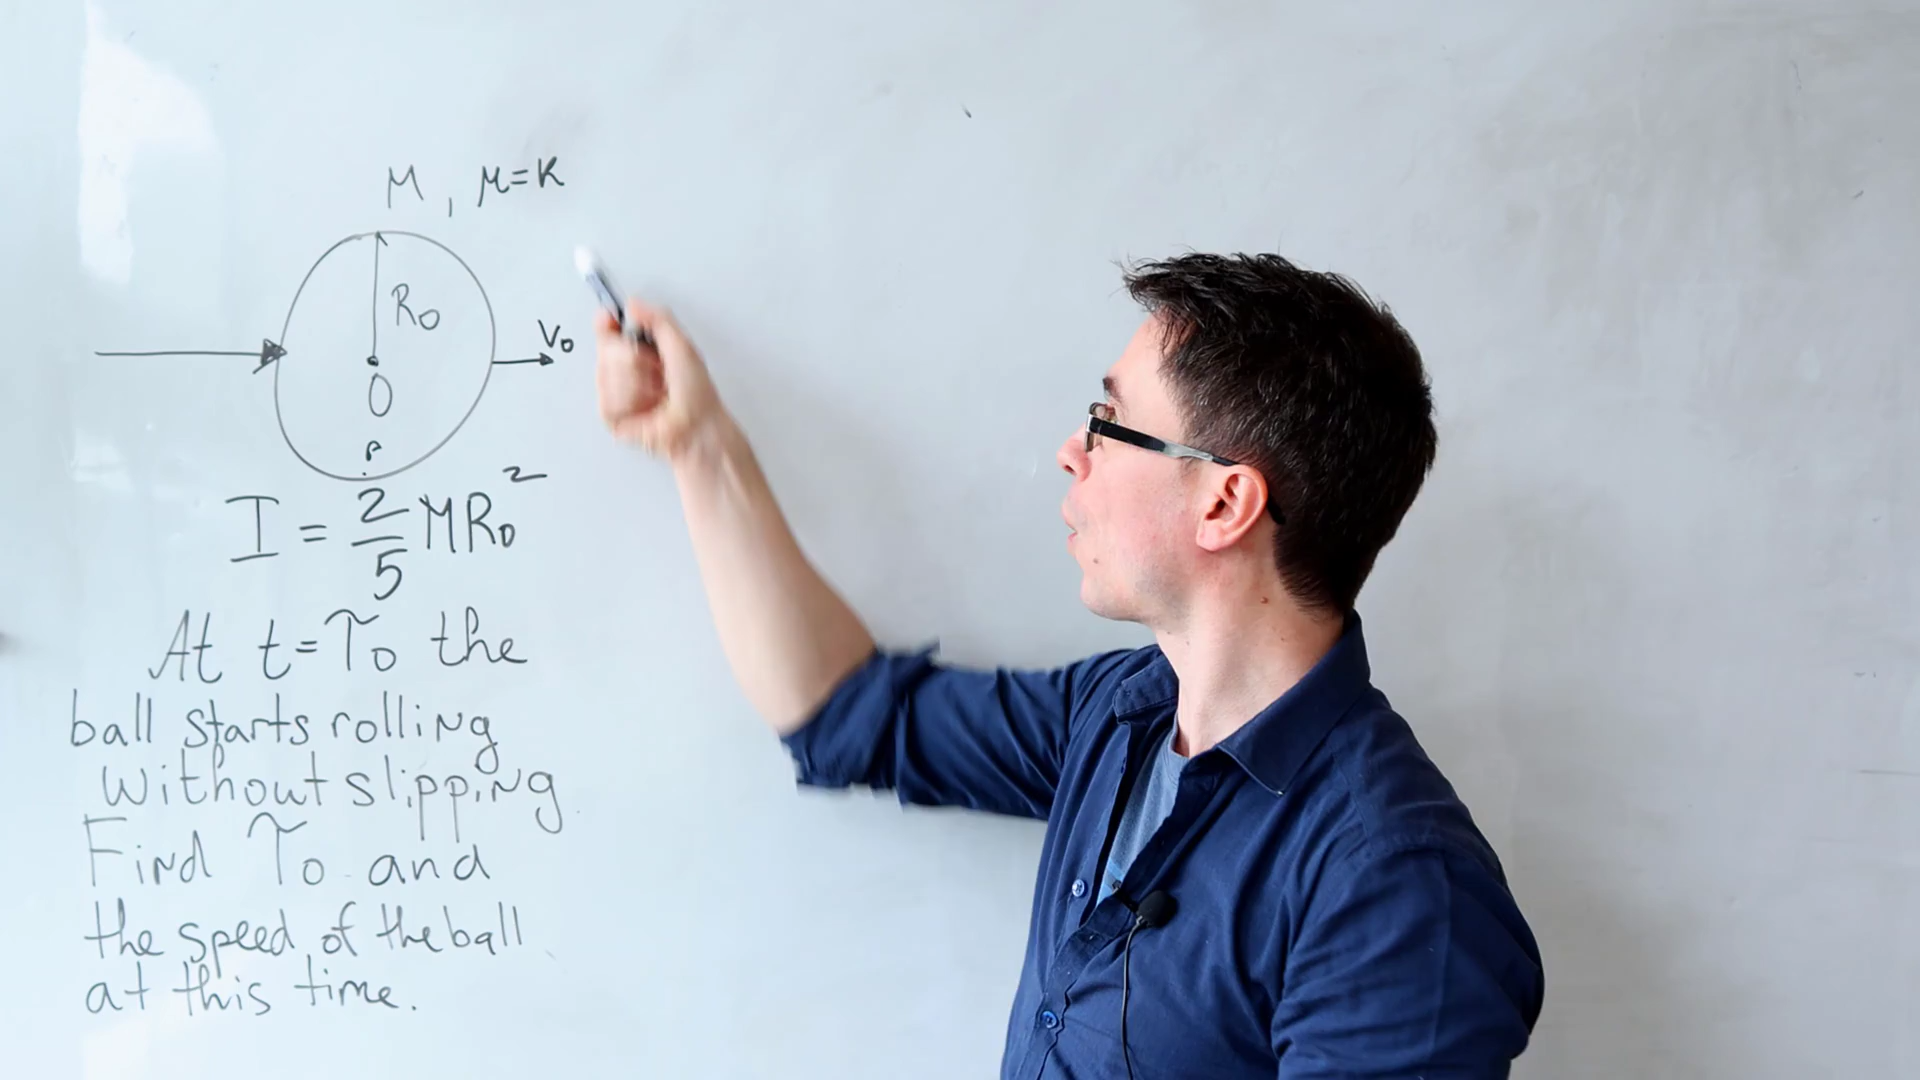 M, μ=K
R₀
V₀
O
P
I = 2/5 MR₀²
At t=T₀ the
ball starts rolling
without slipping.
Find T₀ and
the speed of the ball
at this time.